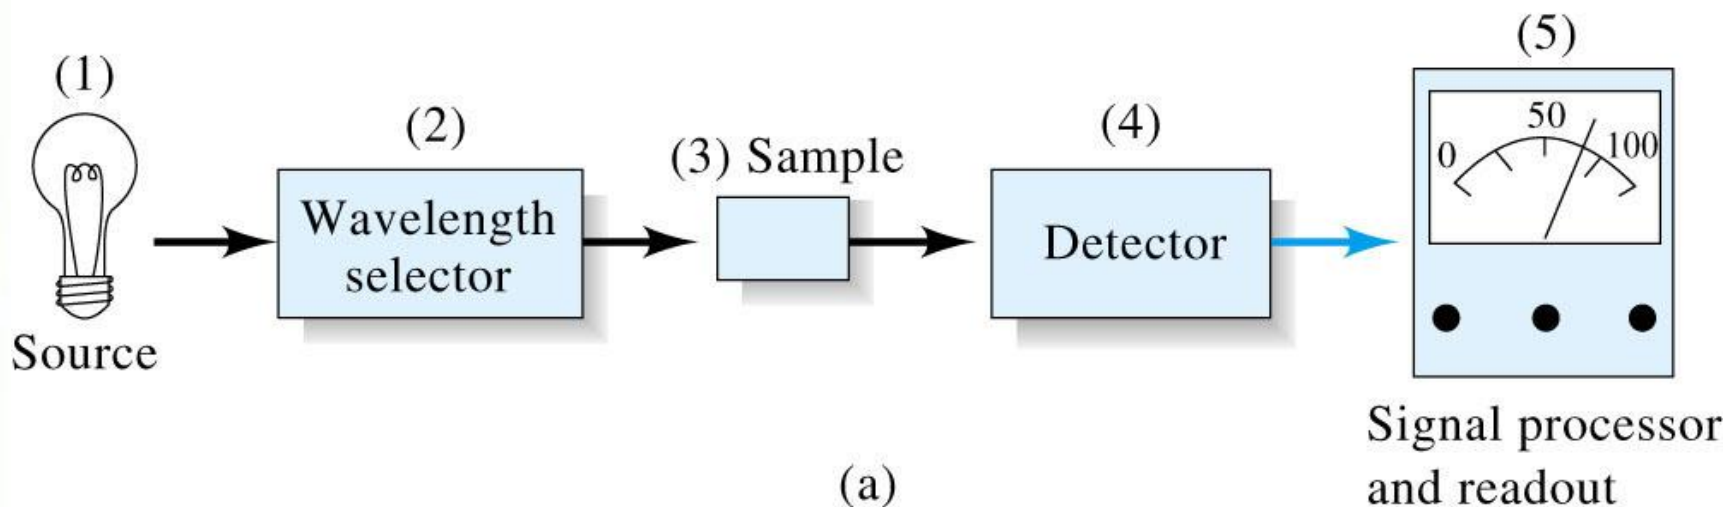 (1)
Source
(2)
Wavelength
selector
(3) Sample
(4)
Detector
(5)
0
50
100
Signal processor
and readout
(a)